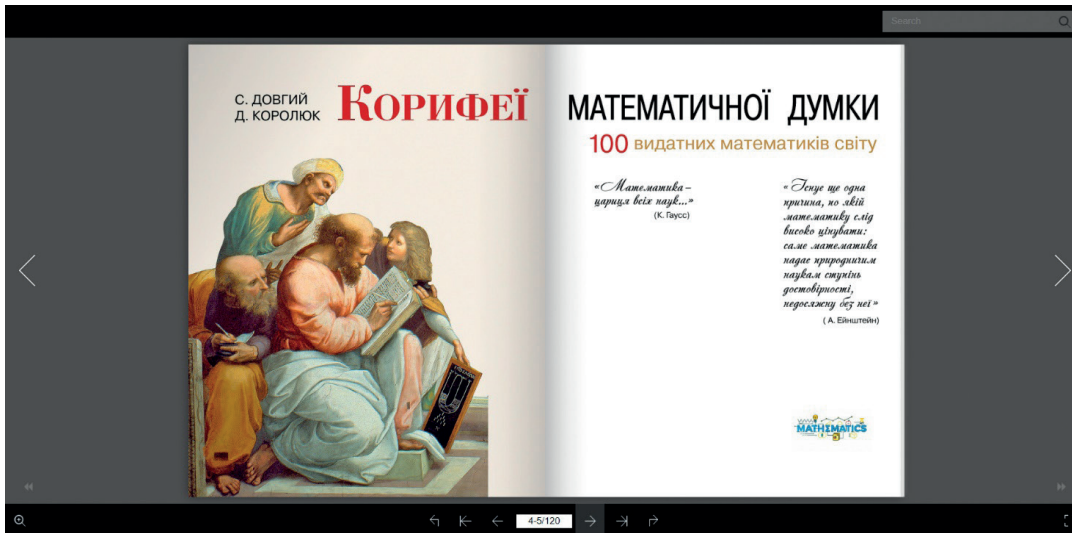 Search
С. ДОВГИЙ
Д. КОРОЛЮК
КОРИФЕЇ
МАТЕМАТИЧНОЇ ДУМКИ
100 видатних математиків світу
«Математика –
цариця всіх наук...»
(К. Гаусс)
« Існує ще одна
причина, по якій
математику слід
високо цінувати:
саме математика
надає природничим
наукам ступінь
достовірності,
недосяжну без неї »
( А. Ейнштейн)
MATHEMATICS
4-5/120